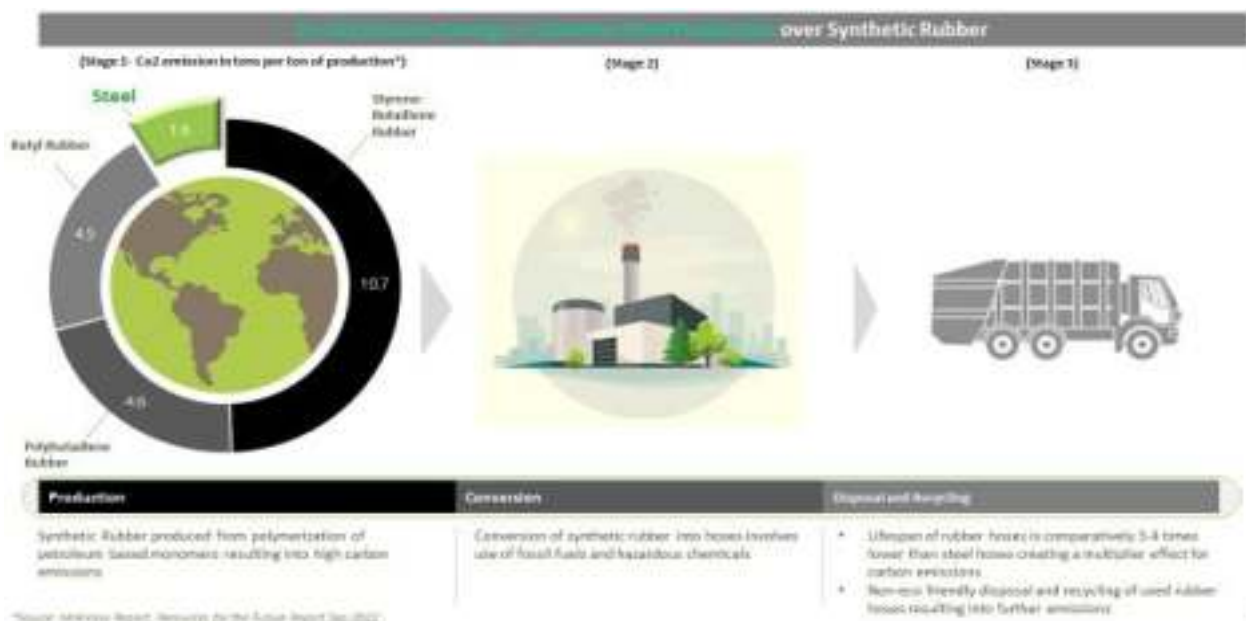 over Synthetic Rubber
(Stage 1- Co2 emission in tons per ton of production*)
(Stage 2)
(Stage 3)
Steel
Styrene-
Butadiene
Rubber
Butyl Rubber
10.7
Polybutadiene
Rubber
Production
Conversion
Disposal and Recycling
Synthetic Rubber produced from polymerization of
petroleum based monomers resulting into high carbon
emissions
Conversion of synthetic rubber into hoses involves
use of fossil fuels and hazardous chemicals
• Lifespan of rubber hoses is comparatively 3-4 times
lower than steel hoses creating a multiplier effect for
carbon emissions
• Non-eco friendly disposal and recycling of used rubber
hoses resulting into further emissions